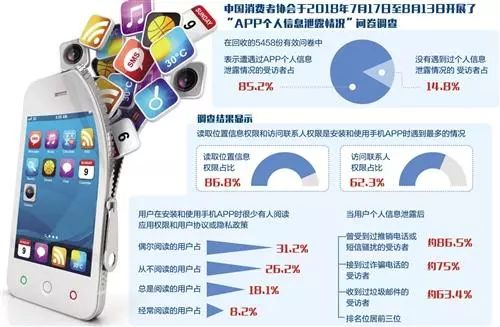 中国消费者协会于2018年7月17日至8月13日开展了
“APP个人信息泄露情况”问卷调查
在回收的5458份有效问卷中
表示遭遇过APP个人信息
泄露情况的受访者占
85.2%
没有遇到过个人信息
泄露情况的 受访者占
14.8%
调查结果显示
读取位置信息权限和访问联系人权限是安装和使用手机APP时遇到最多的情况
读取位置信息
权限占比
86.8%
访问联系人
权限占比
62.3%
用户在安装和使用手机APP时很少有人阅读
应用权限和用户协议或隐私政策
偶尔阅读的用户占
31.2%
从不阅读的用户占
26.2%
总是阅读的用户占
18.1%
经常阅读的用户占
8.2%
当用户个人信息泄露后
曾受到过推销电话或
短信骚扰的受访者
约86.5%
接到过诈骗电话的
受访者
约75%
收到过垃圾邮件的
受访者
约63.4%
排名位居前三位
SUNDAY
9
30°C
30°C
9